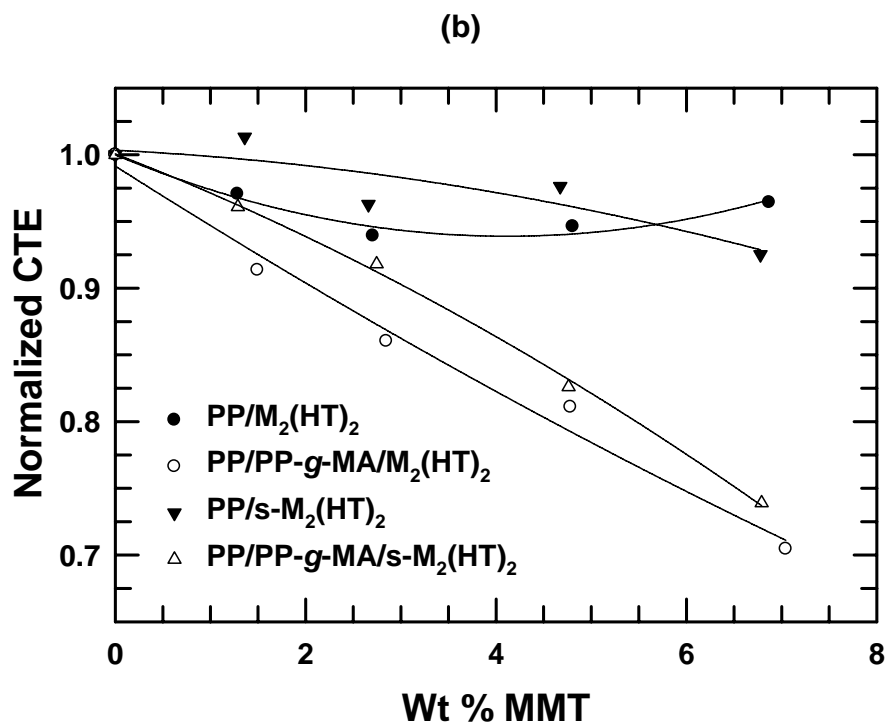 (b)
Normalized CTE
1.0
0.9
0.8
0.7
PP/M₂(HT)₂
PP/PP-g-MA/M₂(HT)₂
PP/s-M₂(HT)₂
PP/PP-g-MA/s-M₂(HT)₂
0 2 4 6 8
Wt % MMT